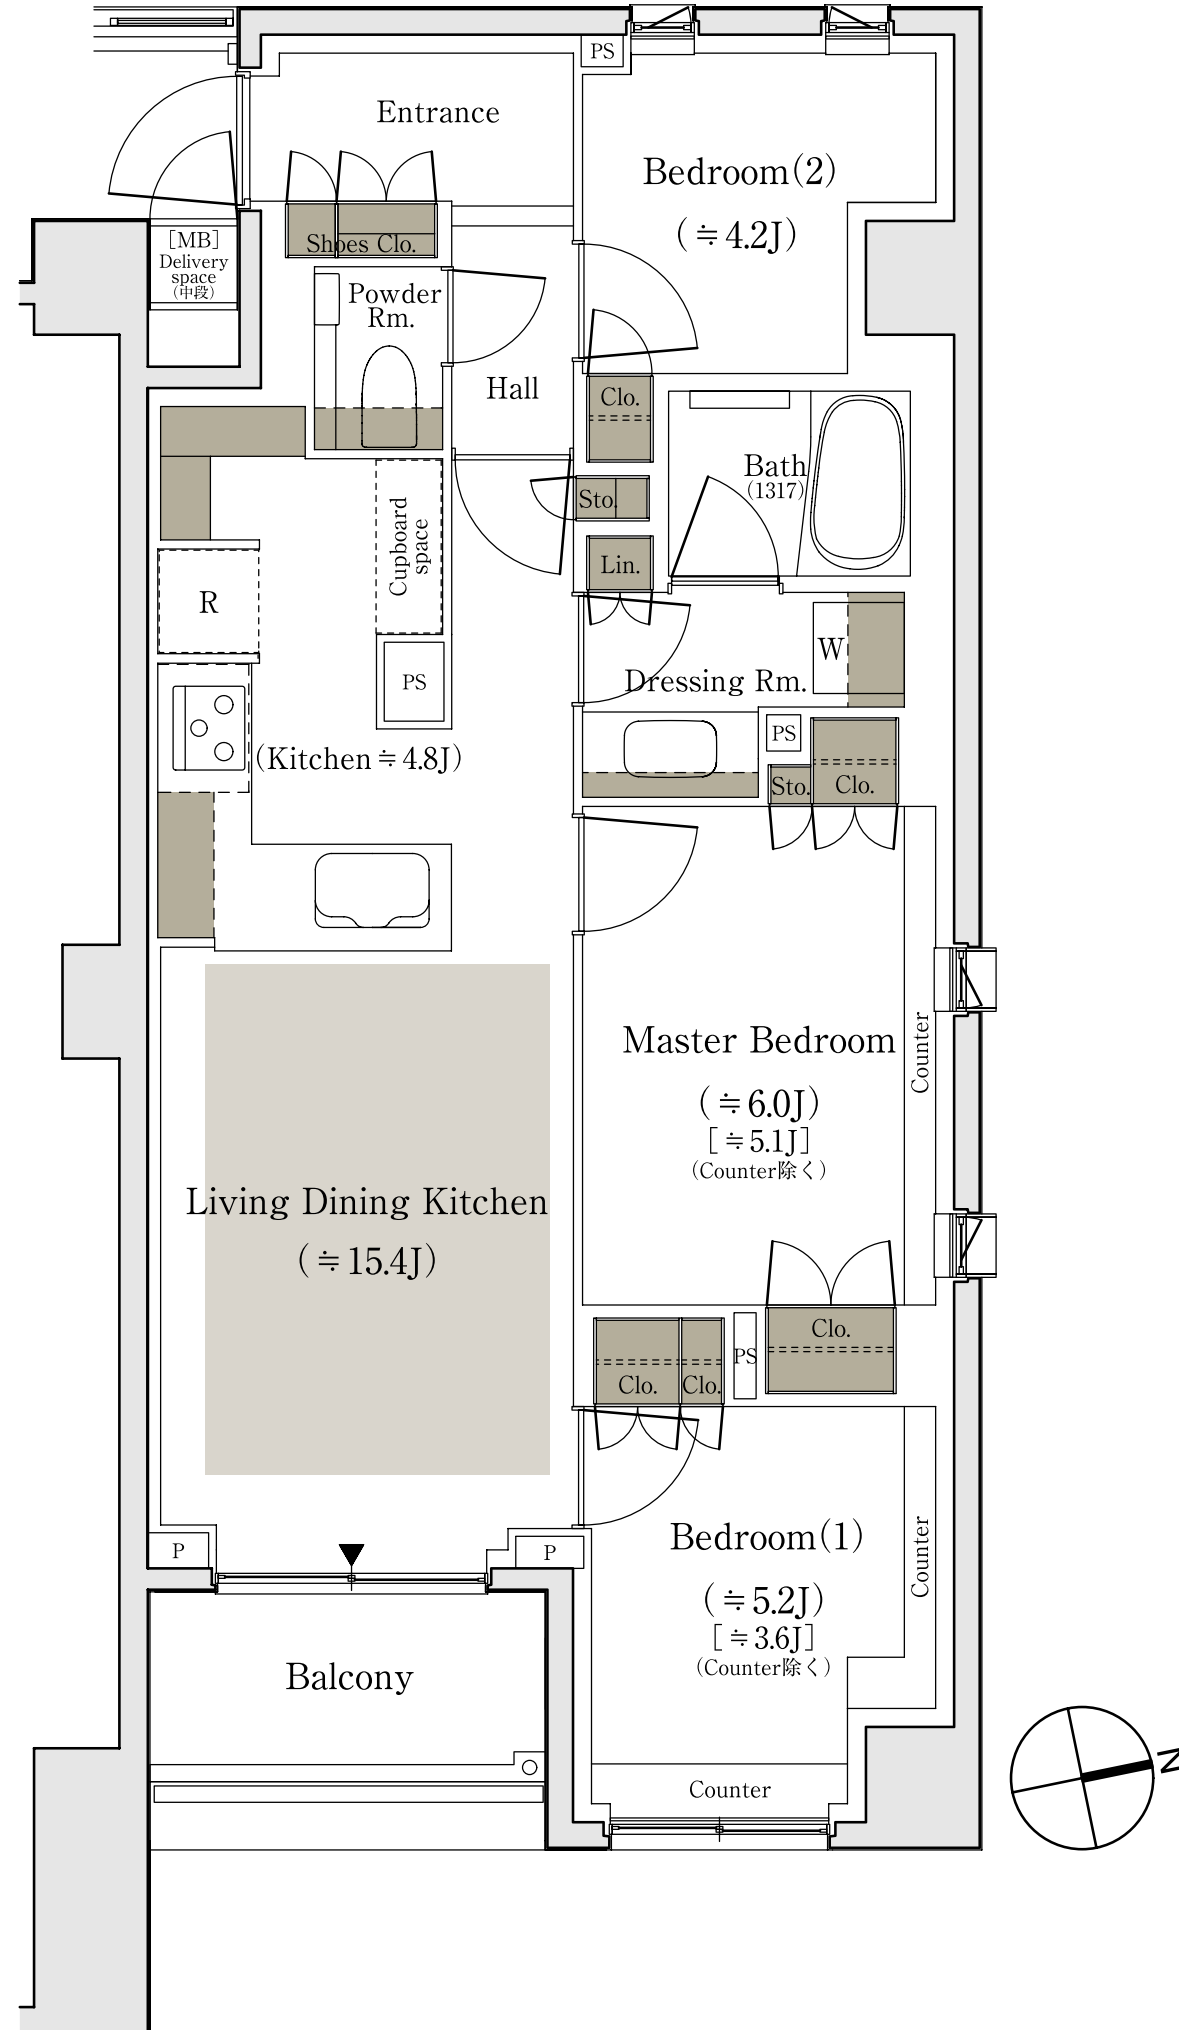 PS
Entrance
Bedroom(2)
(≒4.2J)
[MB]
Delivery
space
(中段)
Shoes Clo.
Powder
Rm.
Hall
Clo.
Bath
(1317)
Sto.
Cupboard
space
Lin.
R
W
PS
Dressing Rm.
PS
(Kitchen≒4.8J)
Sto.
Clo.
Master Bedroom
(≒6.0J)
[≒5.1J]
(Counter除く)
Counter
Living Dining Kitchen
(≒15.4J)
Clo.
PS
Clo.
Clo.
Bedroom(1)
(≒5.2J)
[≒3.6J]
(Counter除く)
Counter
P
P
Balcony
Counter
N